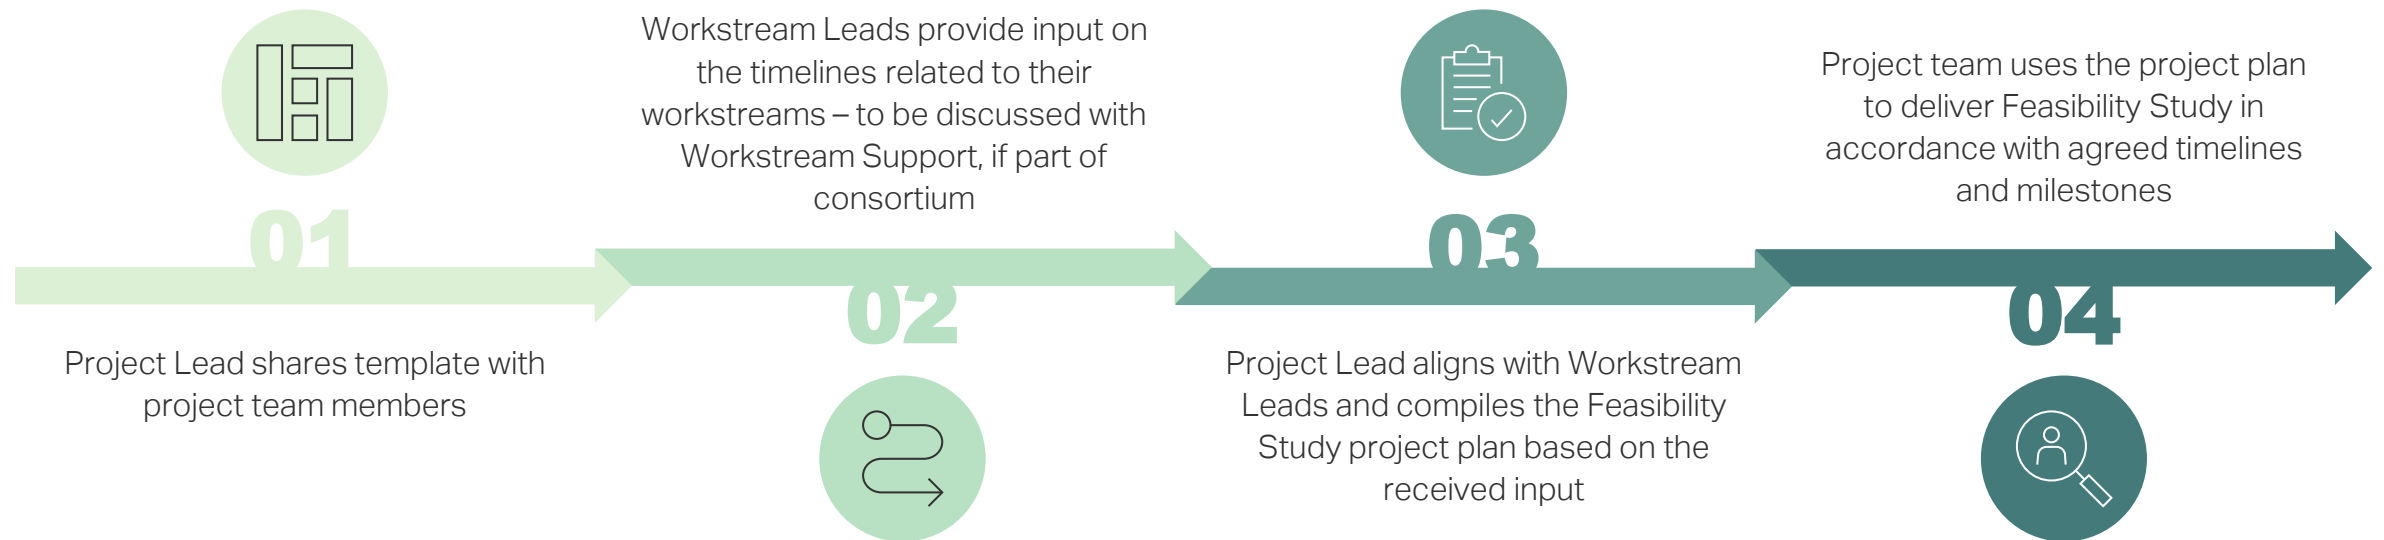 01
Project Lead shares template with
project team members
Workstream Leads provide input on
the timelines related to their
workstreams – to be discussed with
Workstream Support, if part of
consortium
02
03
Project Lead aligns with Workstream
Leads and compiles the Feasibility
Study project plan based on the
received input
Project team uses the project plan
to deliver Feasibility Study in
accordance with agreed timelines
and milestones
04